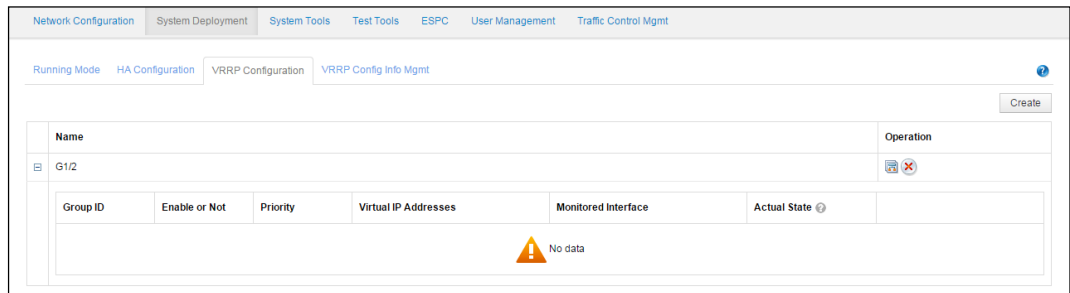 Network Configuration System Deployment System Tools Test Tools ESPC User Management Traffic Control Mgmt
Running Mode HA Configuration VRRP Configuration VRRP Config Info Mgmt
Create
Name Operation
G1/2
Group ID Enable or Not Priority Virtual IP Addresses Monitored Interface Actual State
No data